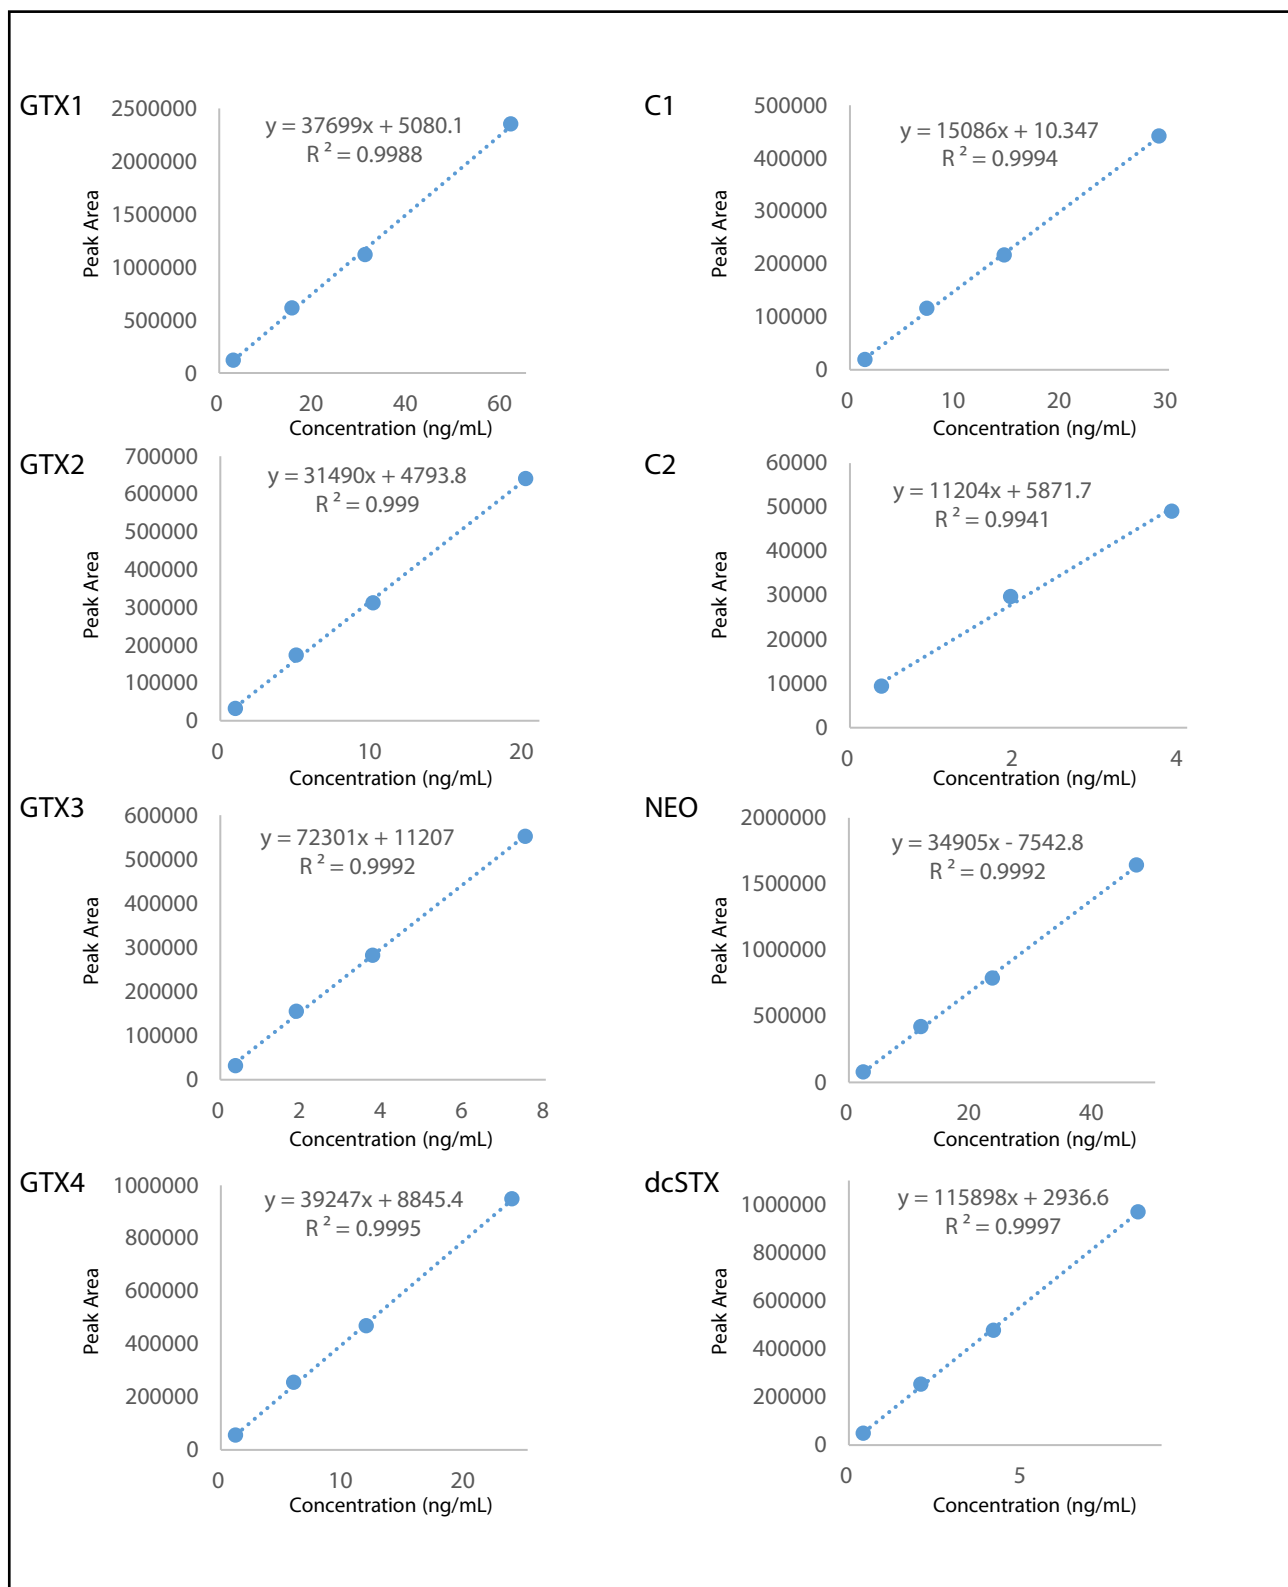 GTX1
y = 37699x + 5080.1
R² = 0.9988
Peak Area
2500000
2000000
1500000
1000000
500000
0
0 20 40 60
Concentration (ng/mL)
C1
y = 15086x + 10.347
R² = 0.9994
Peak Area
500000
400000
300000
200000
100000
0
0 10 20 30
Concentration (ng/mL)
GTX2
y = 31490x + 4793.8
R² = 0.999
Peak Area
700000
600000
500000
400000
300000
200000
100000
0
0 10 20
Concentration (ng/mL)
C2
y = 11204x + 5871.7
R² = 0.9941
Peak Area
60000
50000
40000
30000
20000
10000
0
0 2 4
Concentration (ng/mL)
GTX3
y = 72301x + 11207
R² = 0.9992
Peak Area
600000
500000
400000
300000
200000
100000
0
0 2 4 6 8
Concentration (ng/mL)
NEO
y = 34905x - 7542.8
R² = 0.9992
Peak Area
2000000
1500000
1000000
500000
0
0 20 40
Concentration (ng/mL)
GTX4
y = 39247x + 8845.4
R² = 0.9995
Peak Area
1000000
800000
600000
400000
200000
0
0 10 20
Concentration (ng/mL)
dcSTX
y = 115898x + 2936.6
R² = 0.9997
Peak Area
1000000
800000
600000
400000
200000
0
0 5
Concentration (ng/mL)